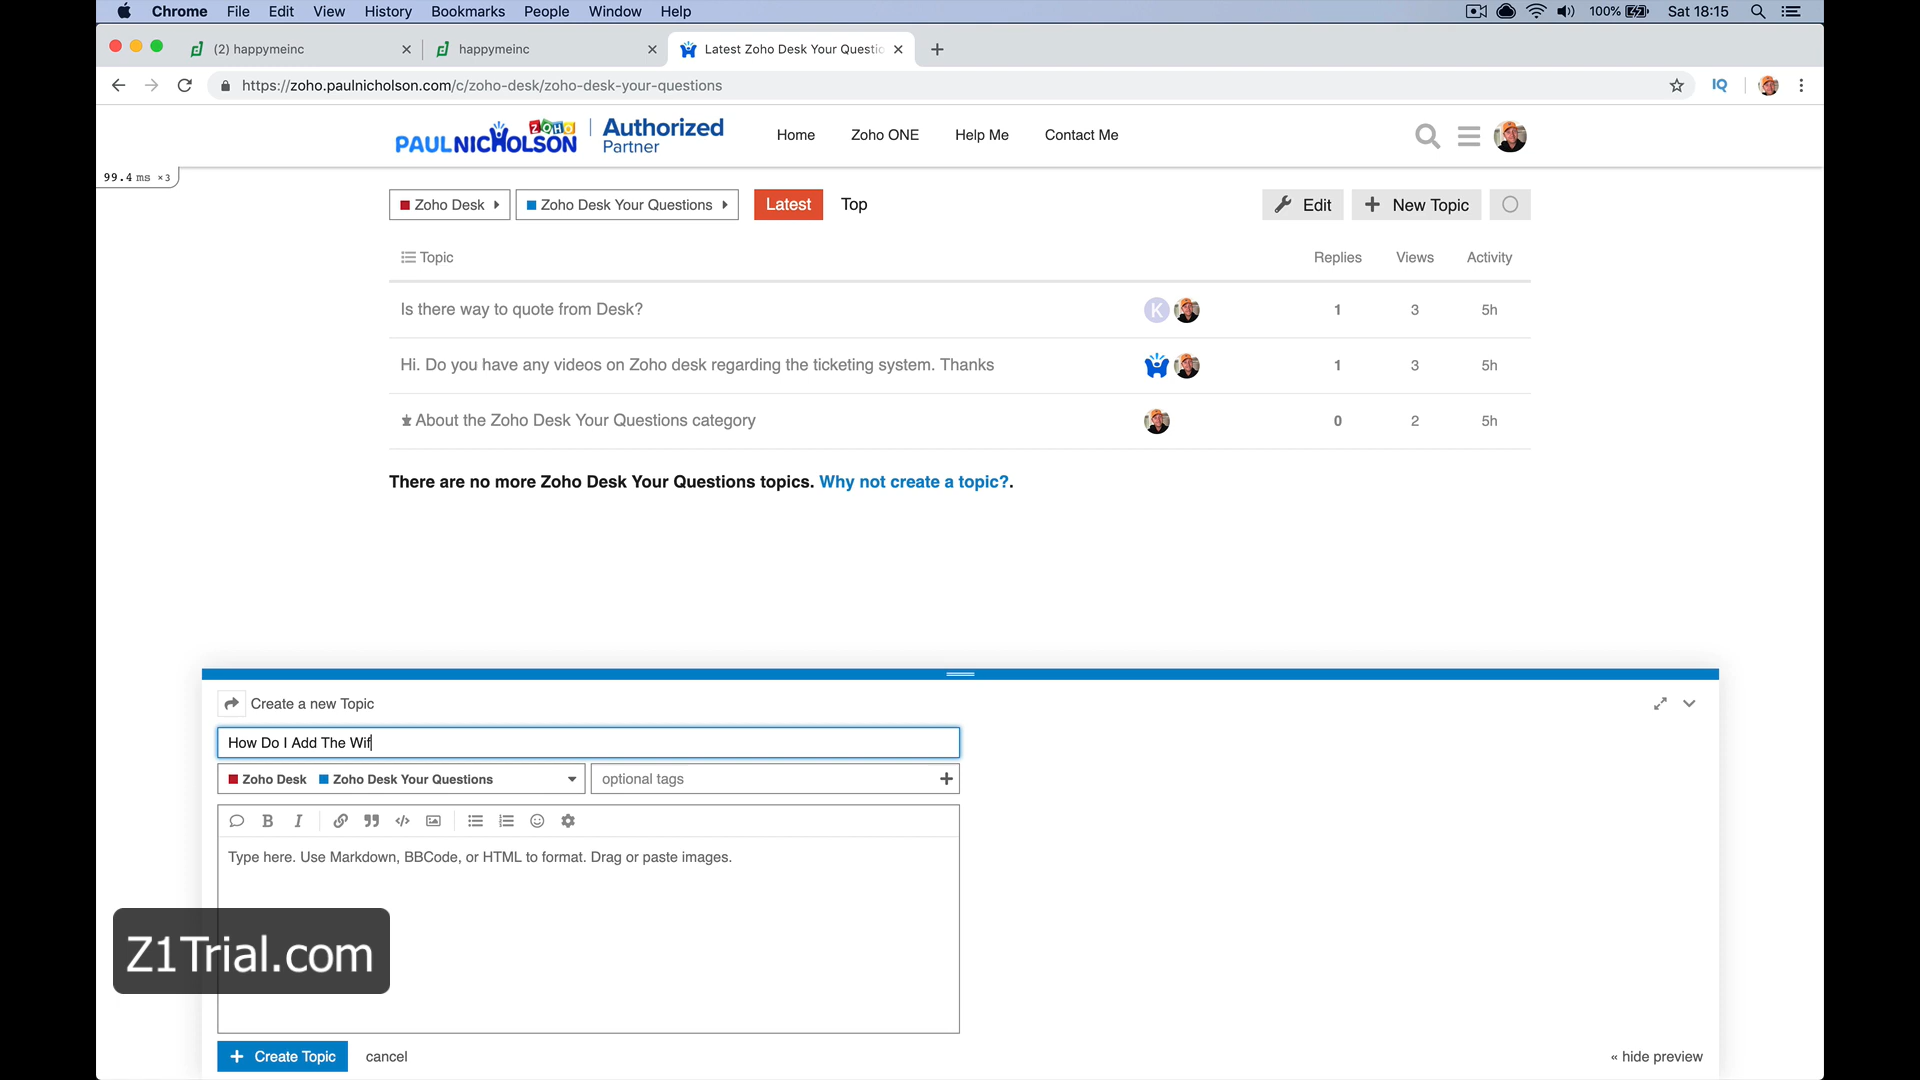 Chrome File Edit View History Bookmarks People Window Help 100% Sat 18:15
(2) happymeinc
happymeinc
Latest Zoho Desk Your Questio
https://zoho.paulnicholson.com/c/zoho-desk/zoho-desk-your-questions
IQ
PAULNICHOLSON
ZOHO
Authorized
Partner
Home Zoho ONE Help Me Contact Me
99.4 ms ×3
Zoho Desk
Zoho Desk Your Questions
Latest
Top
Edit
+ New Topic
Topic Replies Views Activity
Is there way to quote from Desk? K 1 3 5h
Hi. Do you have any videos on Zoho desk regarding the ticketing system. Thanks 1 3 5h
About the Zoho Desk Your Questions category 0 2 5h
There are no more Zoho Desk Your Questions topics. Why not create a topic?.
Create a new Topic
How Do I Add The Wif
Zoho Desk Zoho Desk Your Questions
optional tags +
B I
Type here. Use Markdown, BBCode, or HTML to format. Drag or paste images.
Z1Trial.com
+ Create Topic cancel « hide preview